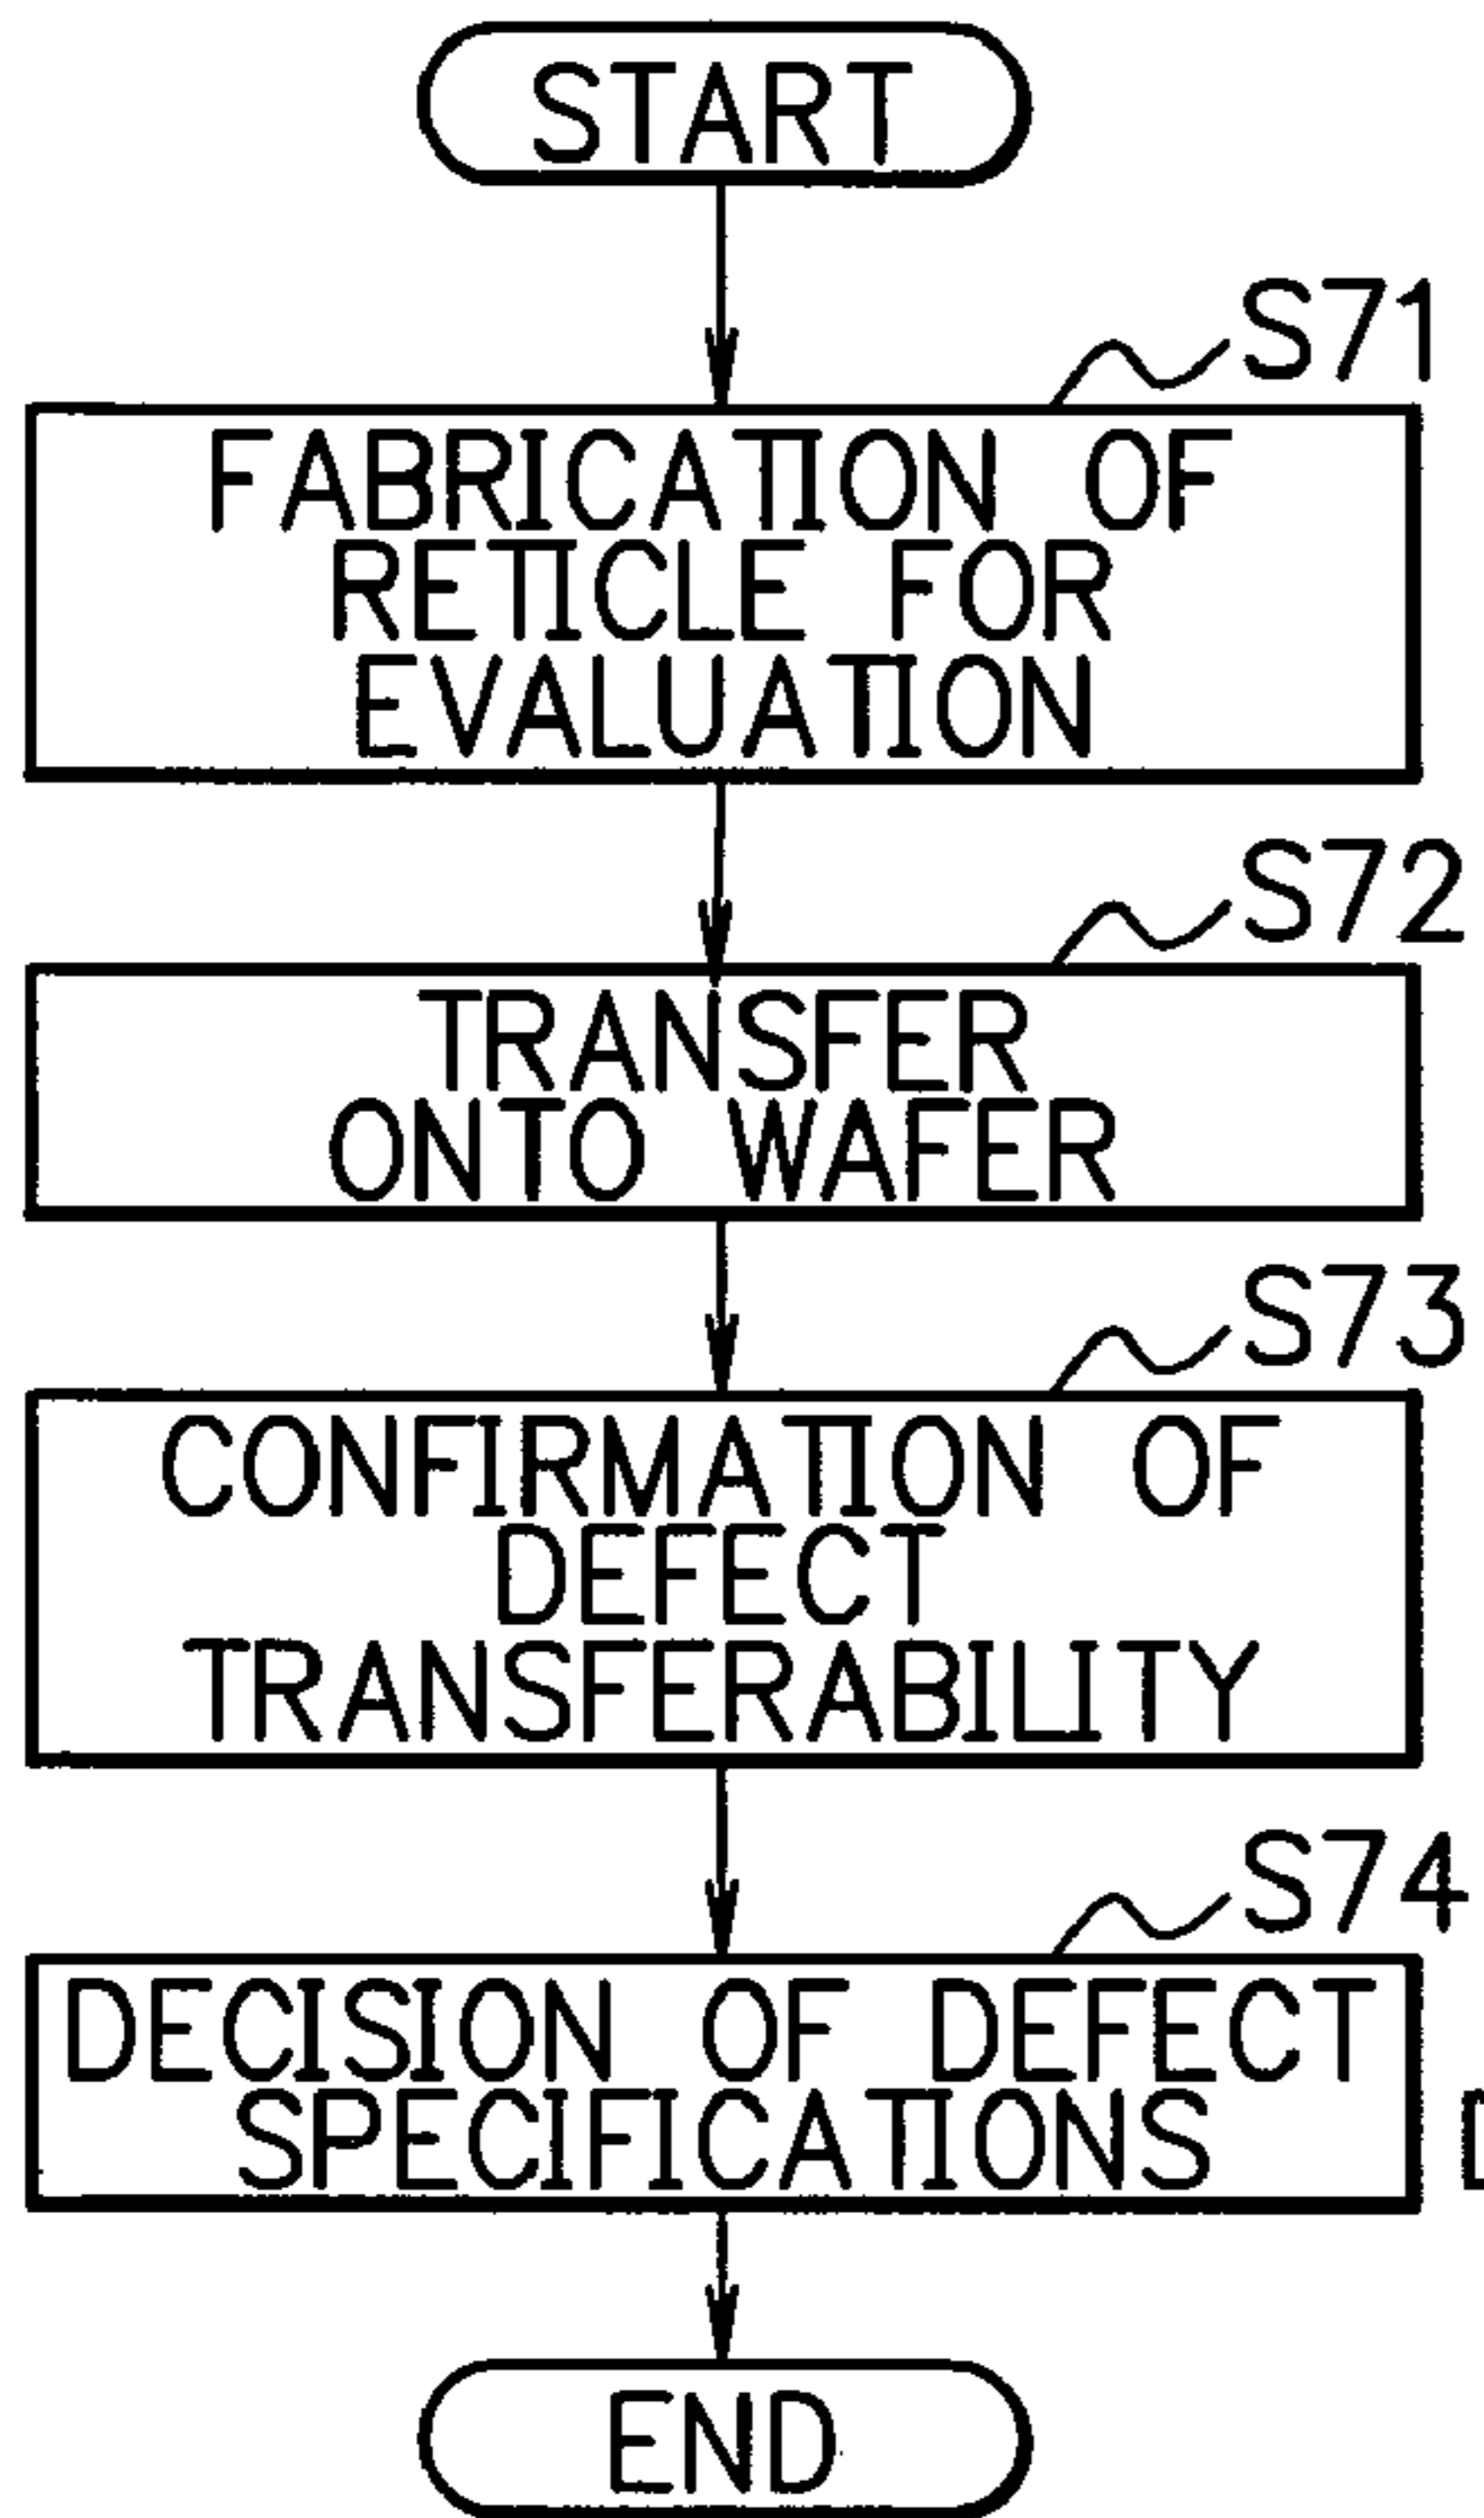 START
S71
FABRICATION OF
RETICLE FOR
EVALUATION
S72
TRANSFER
ONTO WAFER
S73
CONFIRMATION OF
DEFECT
TRANSFERABILITY
S74
DECISION OF DEFECT
SPECIFICATIONS
END